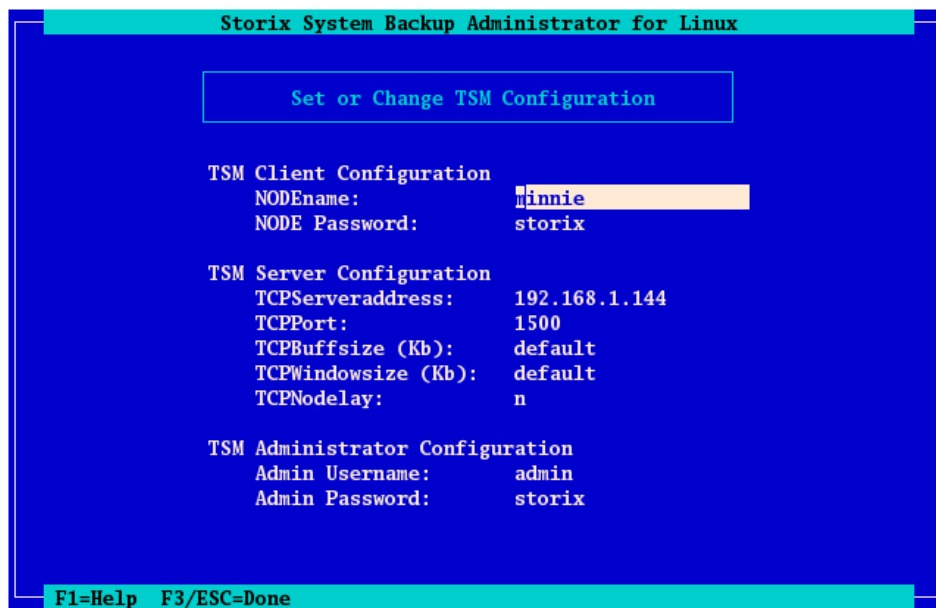 Storix System Backup Administrator for Linux
Set or Change TSM Configuration
TSM Client Configuration
NODEname: minnie
NODE Password: storix
TSM Server Configuration
TCPServeraddress: 192.168.1.144
TCPPort: 1500
TCPBuffsize (Kb): default
TCPWindowsize (Kb): default
TCPNodelay: n
TSM Administrator Configuration
Admin Username: admin
Admin Password: storix
F1=Help F3/ESC=Done